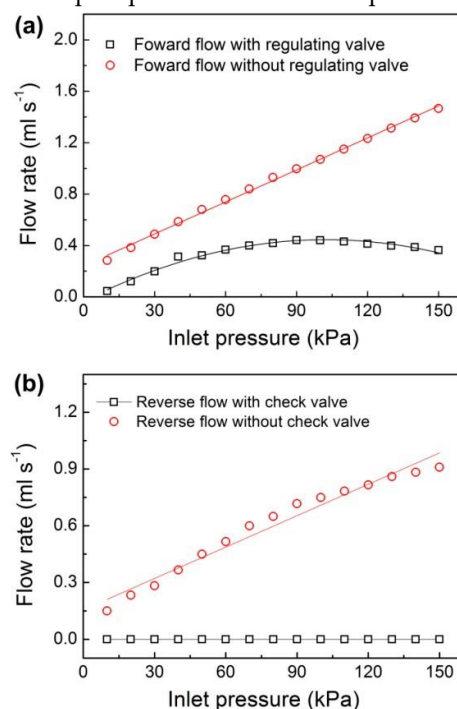 (a)
2.0
1.6
1.2
0.8
0.4
0.0
Flow rate (ml s⁻¹)
Foward flow with regulating valve
Foward flow without regulating valve
0 30 60 90 120 150
Inlet pressure (kPa)
(b)
1.2
0.9
0.6
0.3
0.0
Flow rate (ml s⁻¹)
Reverse flow with check valve
Reverse flow without check valve
0 30 60 90 120 150
Inlet pressure (kPa)